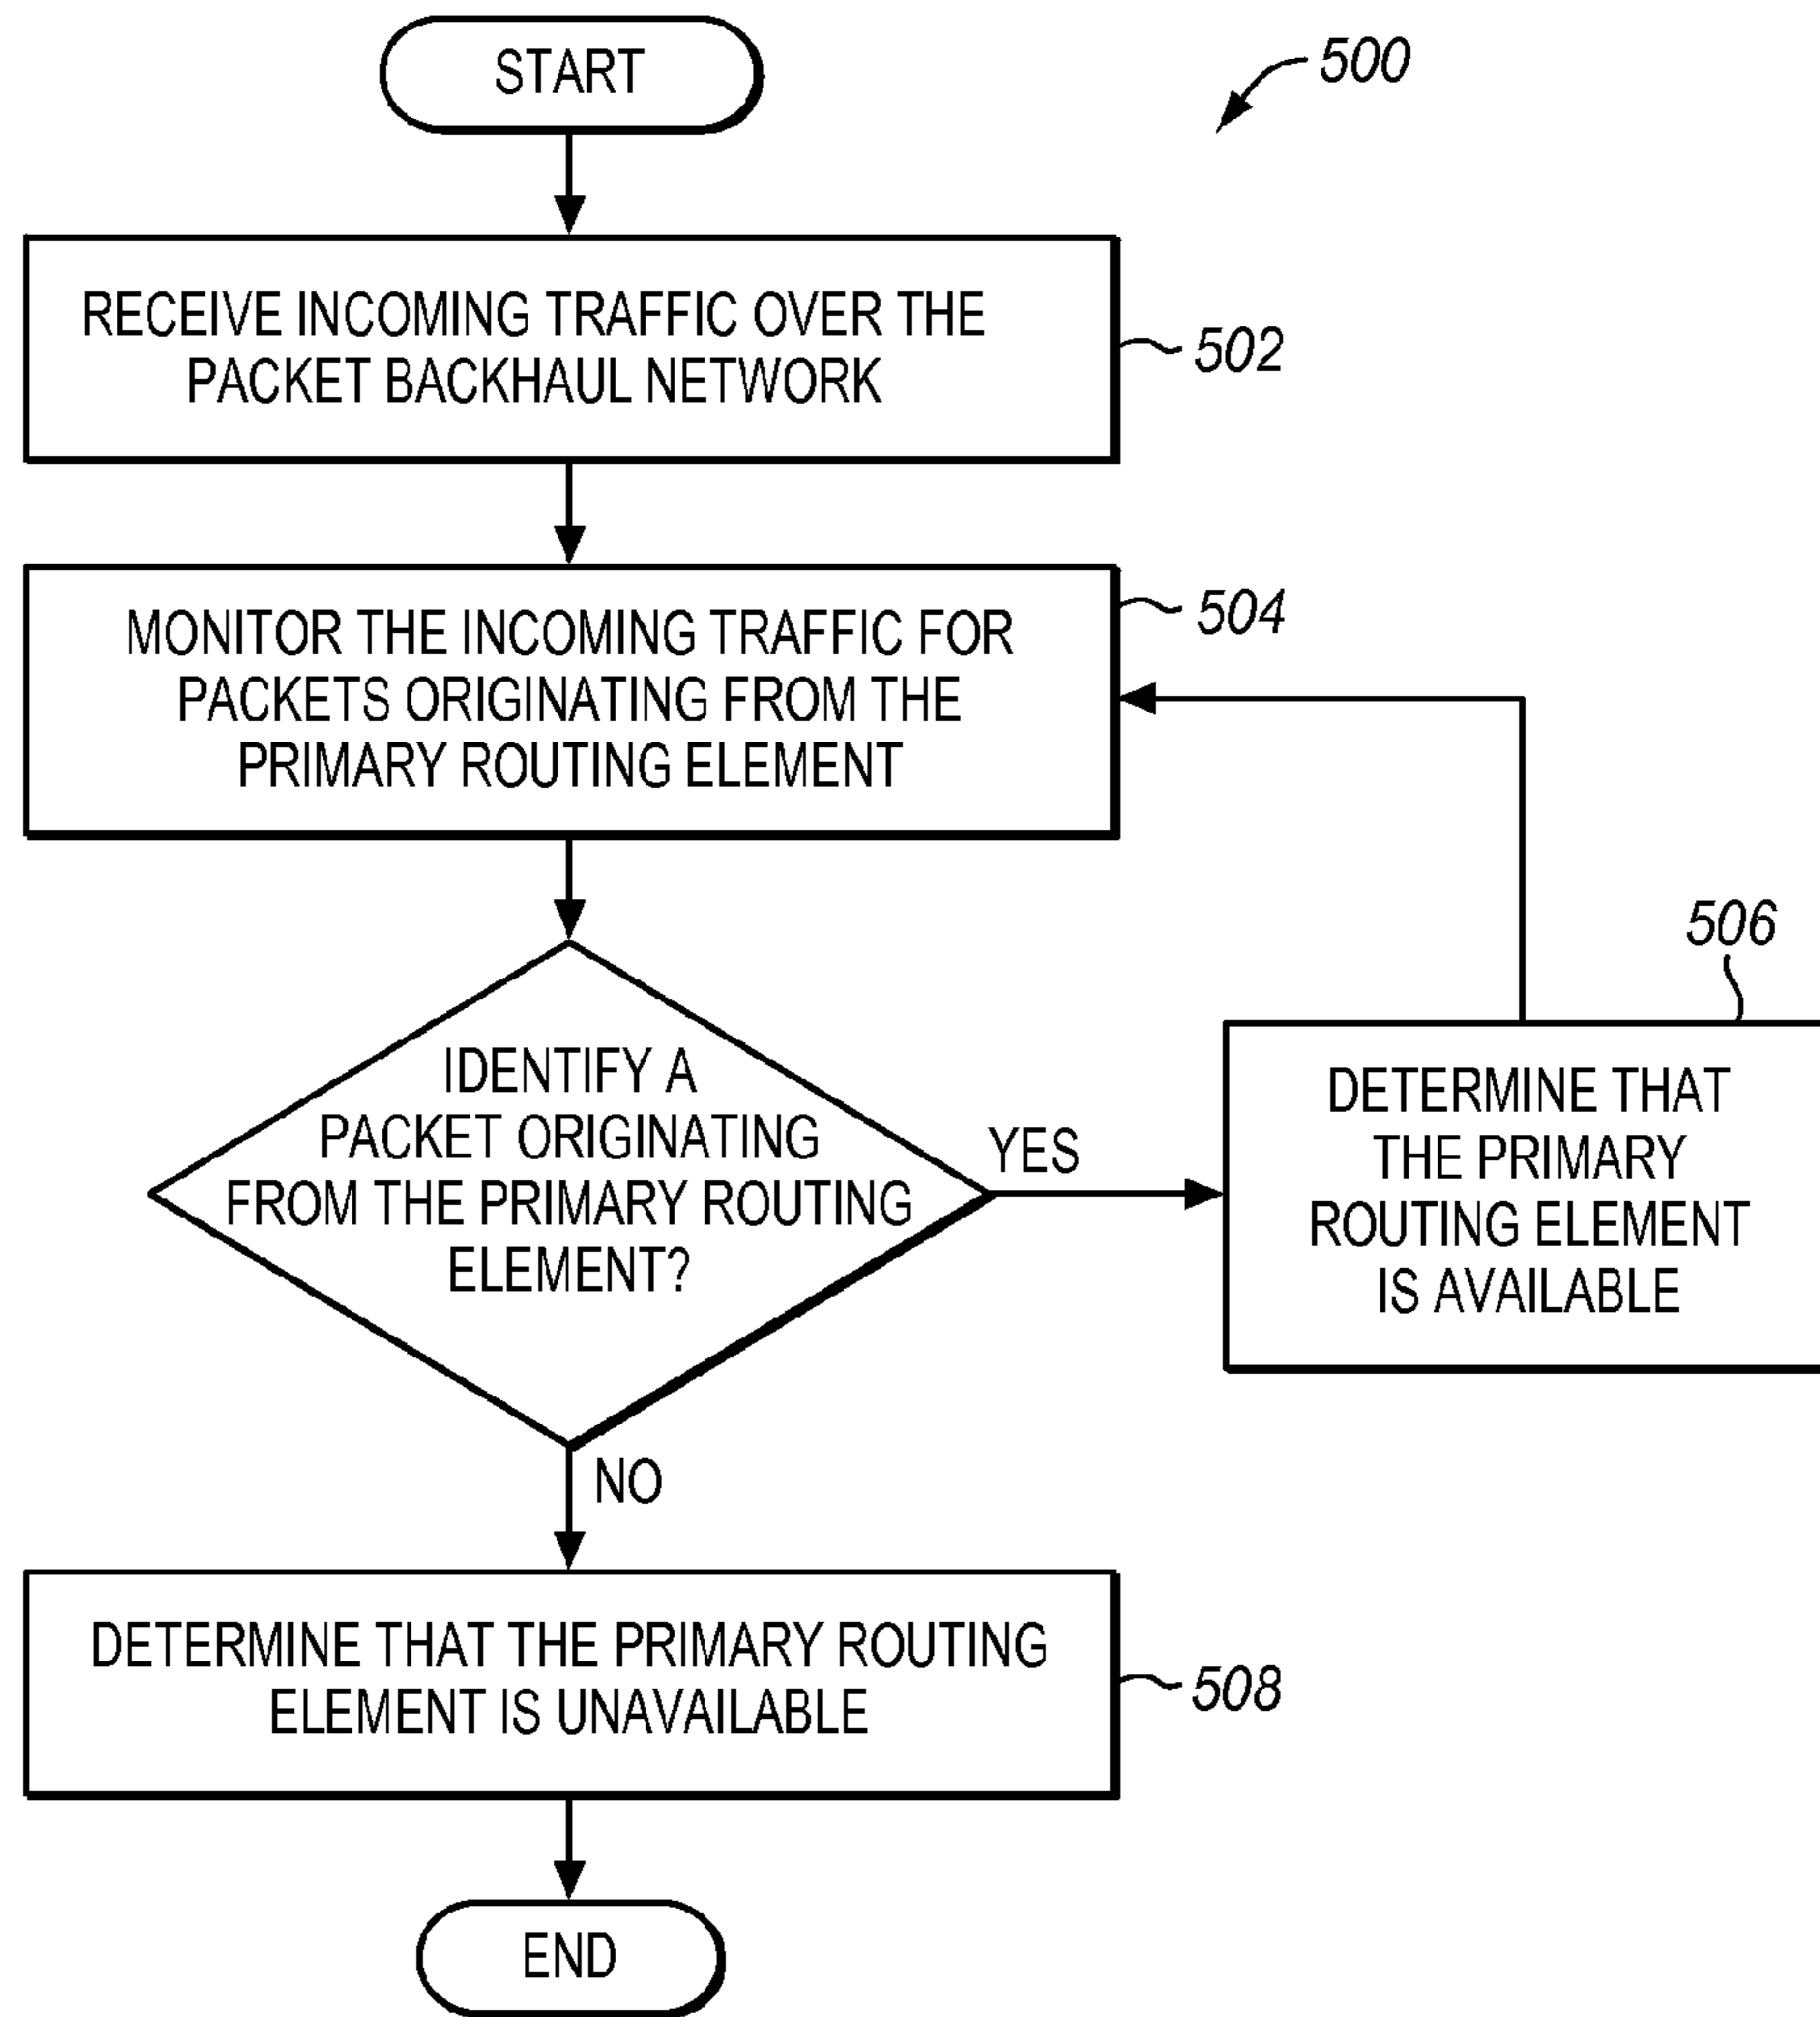 START
500
RECEIVE INCOMING TRAFFIC OVER THE
PACKET BACKHAUL NETWORK
502
MONITOR THE INCOMING TRAFFIC FOR
PACKETS ORIGINATING FROM THE
PRIMARY ROUTING ELEMENT
504
IDENTIFY A
PACKET ORIGINATING
FROM THE PRIMARY ROUTING
ELEMENT?
YES
506
DETERMINE THAT
THE PRIMARY
ROUTING ELEMENT
IS AVAILABLE
NO
DETERMINE THAT THE PRIMARY ROUTING
ELEMENT IS UNAVAILABLE
508
END